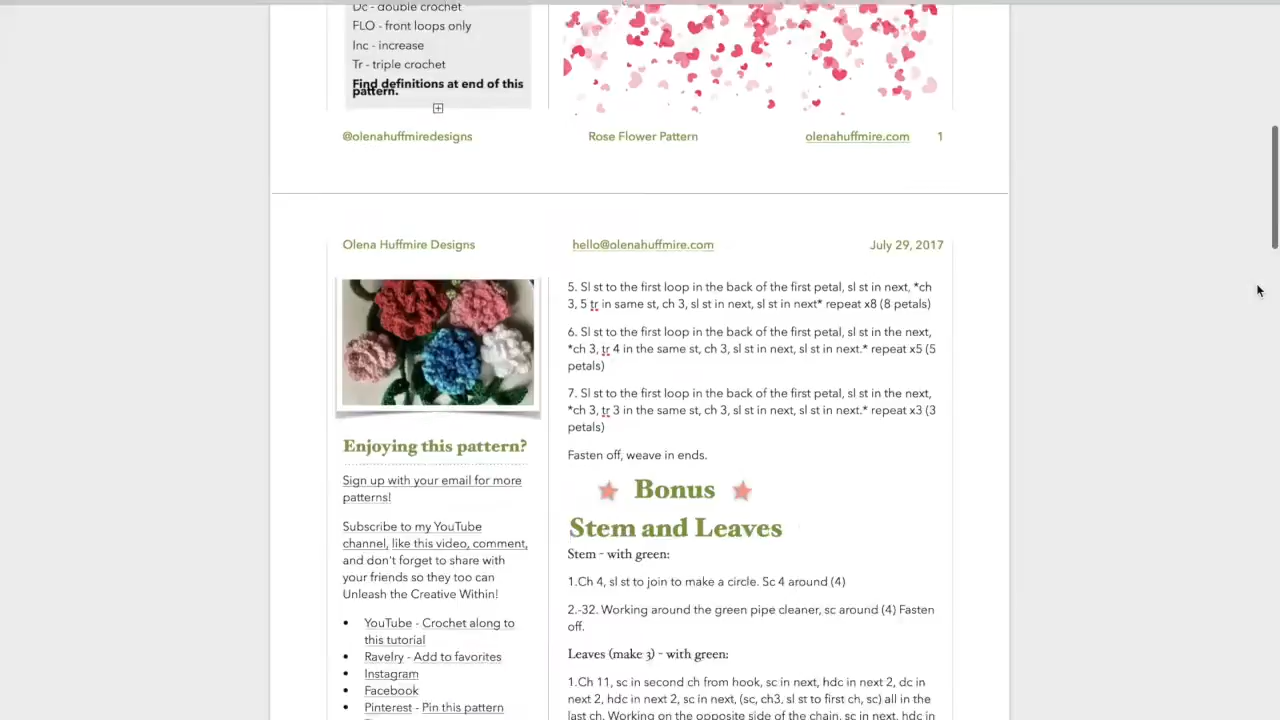 Dc - double crochet
FLO - front loops only
Inc - increase
Tr - triple crochet
Find definitions at end of this
pattern.
@olenahuffmiredesigns
Rose Flower Pattern
olenahuffmire.com
1
Olena Huffmire Designs
hello@olenahuffmire.com
July 29, 2017
Enjoying this pattern?
Sign up with your email for more
patterns!
Subscribe to my YouTube
channel, like this video, comment,
and don't forget to share with
your friends so they too can
Unleash the Creative Within!
• YouTube - Crochet along to
this tutorial
• Ravelry - Add to favorites
• Instagram
• Facebook
• Pinterest - Pin this pattern
5. Sl st to the first loop in the back of the first petal, sl st in next, *ch
3, 5 tr in same st, ch 3, sl st in next, sl st in next* repeat x8 (8 petals)
6. Sl st to the first loop in the back of the first petal, sl st in the next,
*ch 3, tr 4 in the same st, ch 3, sl st in next, sl st in next.* repeat x5 (5
petals)
7. Sl st to the first loop in the back of the first petal, sl st in the next,
*ch 3, tr 3 in the same st, ch 3, sl st in next, sl st in next.* repeat x3 (3
petals)
Fasten off, weave in ends.
Bonus
Stem and Leaves
Stem - with green:
1.Ch 4, sl st to join to make a circle. Sc 4 around (4)
2.-32. Working around the green pipe cleaner, sc around (4) Fasten
off.
Leaves (make 3) - with green:
1.Ch 11, sc in second ch from hook, sc in next, hdc in next 2, dc in
next 2, hdc in next 2, sc in next, (sc, ch3, sl st to first ch, sc) all in the
last ch. Working on the opposite side of the chain, sc in next, hdc in